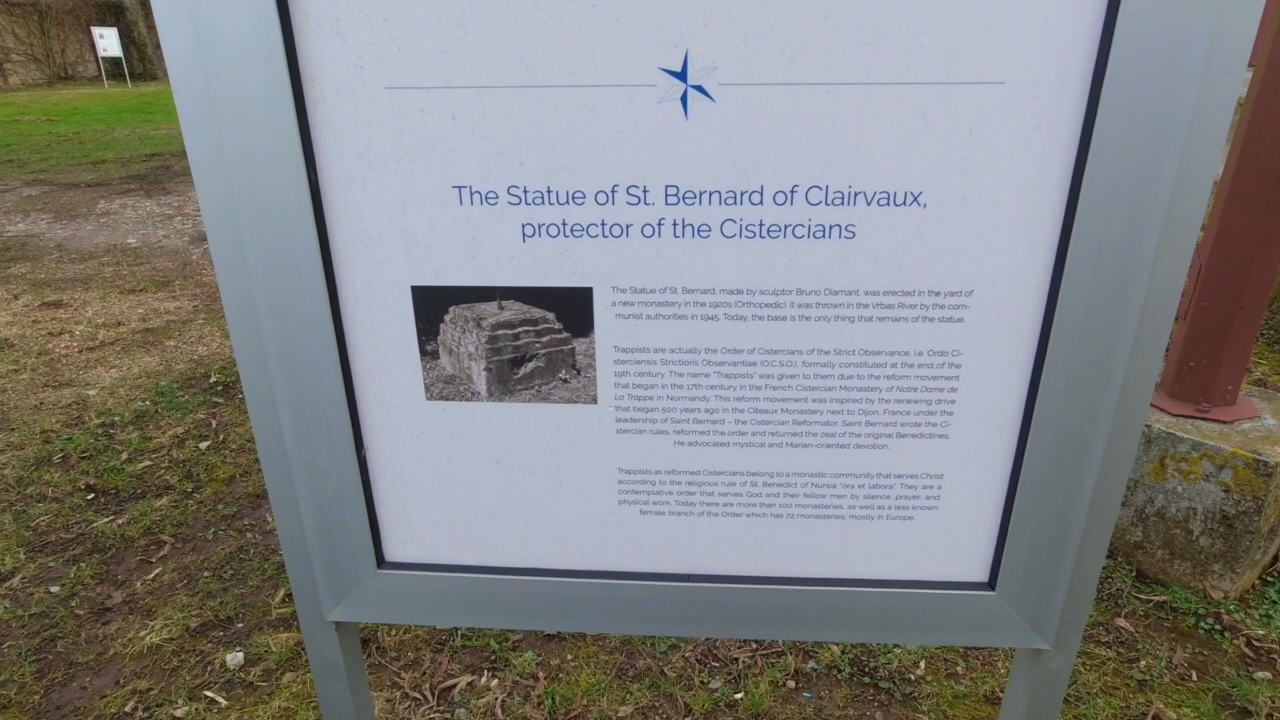 The Statue of St. Bernard of Clairvaux,
protector of the Cistercians
The Statue of St. Bernard, made by sculptor Bruno Diamant, was erected in the yard of
a new monastery in the 1920s (Orthopedic). It was thrown in the Vrbas River by the com-
munist authorities in 1945. Today, the base is the only thing that remains of the statue.
Trappists are actually the Order of Cistercians of the Strict Observance, i.e. Ordo Ci-
sterciensis Strictioris Observantiae (O.C.S.O.), formally constituted at the end of the
19th century. The name "Trappists" was given to them due to the reform movement
that began in the 17th century in the French Cistercian Monastery of Notre Dame de
La Trappe in Normandy. This reform movement was inspired by the renewing drive
that began 500 years ago in the Citeaux Monastery next to Dijon, France under the
leadership of Saint Bernard – the Cistercian Reformator. Saint Bernard wrote the Ci-
stercian rules, reformed the order and returned the zeal of the original Benedictines.
He advocated mystical and Marian-oriented devotion.
Trappists as reformed Cistercians belong to a monastic community that serves Christ
according to the religious rule of St. Benedict of Nursia "ora et labora". They are a
contemplative order that serves God and their fellow men by silence, prayer, and
physical work. Today there are more than 100 monasteries, as well as a less known
female branch of the Order which has 72 monasteries, mostly in Europe.